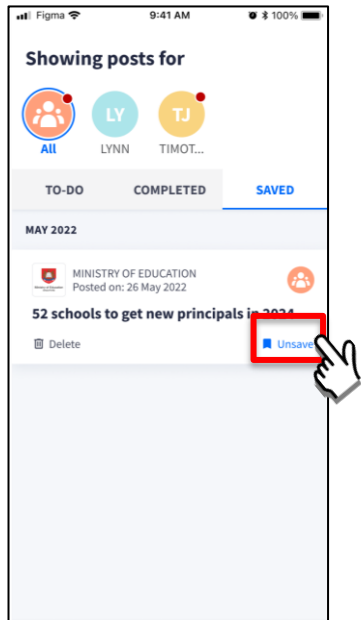 Figma 9:41 AM 100%
Showing posts for
LY TJ
All LYNN TIMOT...
TO-DO COMPLETED SAVED
MAY 2022
MINISTRY OF EDUCATION
Posted on: 26 May 2022
52 schools to get new principals in 2024
Delete Unsave